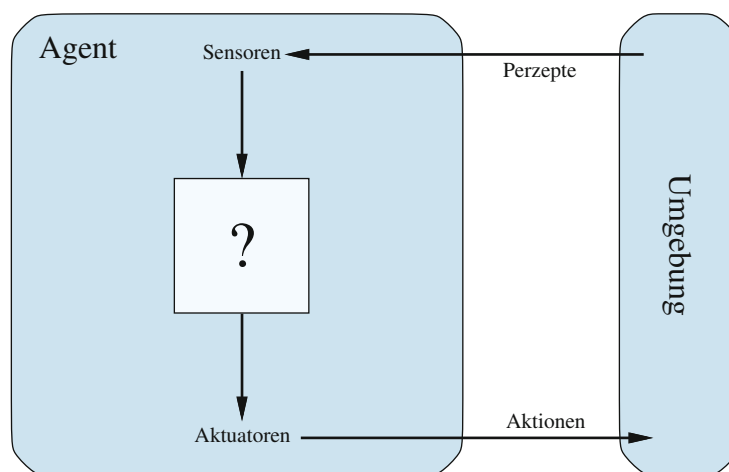 Agent
Sensoren
Perzepte
?
Umgebung
Aktuatoren
Aktionen